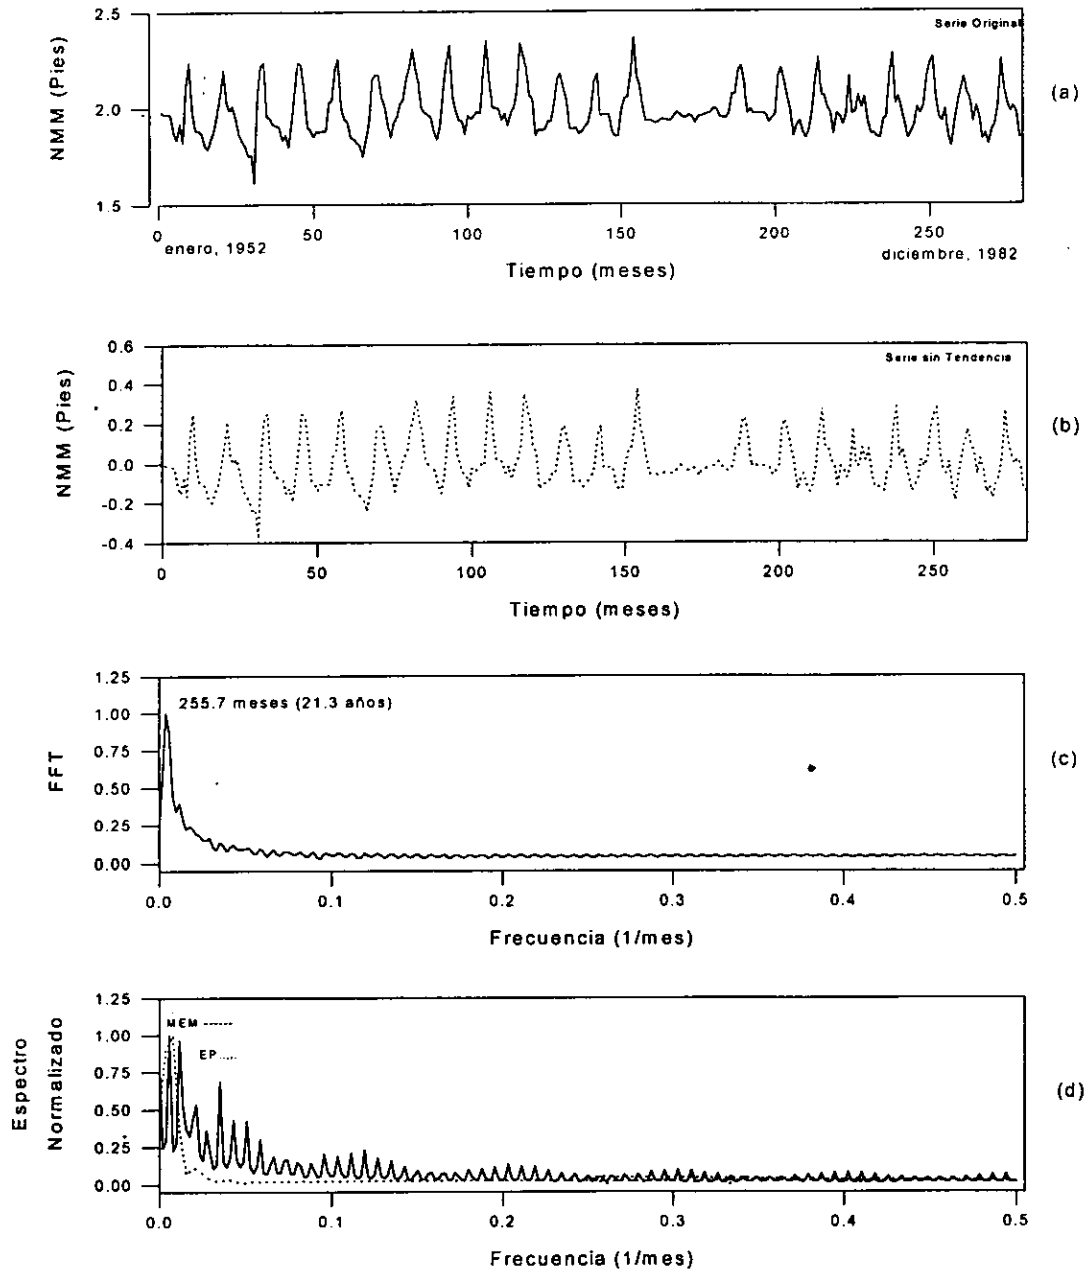 Serie Original
(a)
NMM (Pies)
2.5
2.0
1.5
0 50 100 150 200 250
enero, 1952
diciembre, 1982
Tiempo (meses)
Serie sin Tendencia
(b)
NMM (Pies)
0.6
0.4
0.2
0.0
-0.2
-0.4
0 50 100 150 200 250
Tiempo (meses)
255.7 meses (21.3 años)
(c)
FFT
1.25
1.00
0.75
0.50
0.25
0.00
0.0 0.1 0.2 0.3 0.4 0.5
Frecuencia (1/mes)
MEM
EP
(d)
Espectro
Normalizado
1.25
1.00
0.75
0.50
0.25
0.00
0.0 0.1 0.2 0.3 0.4 0.5
Frecuencia (1/mes)